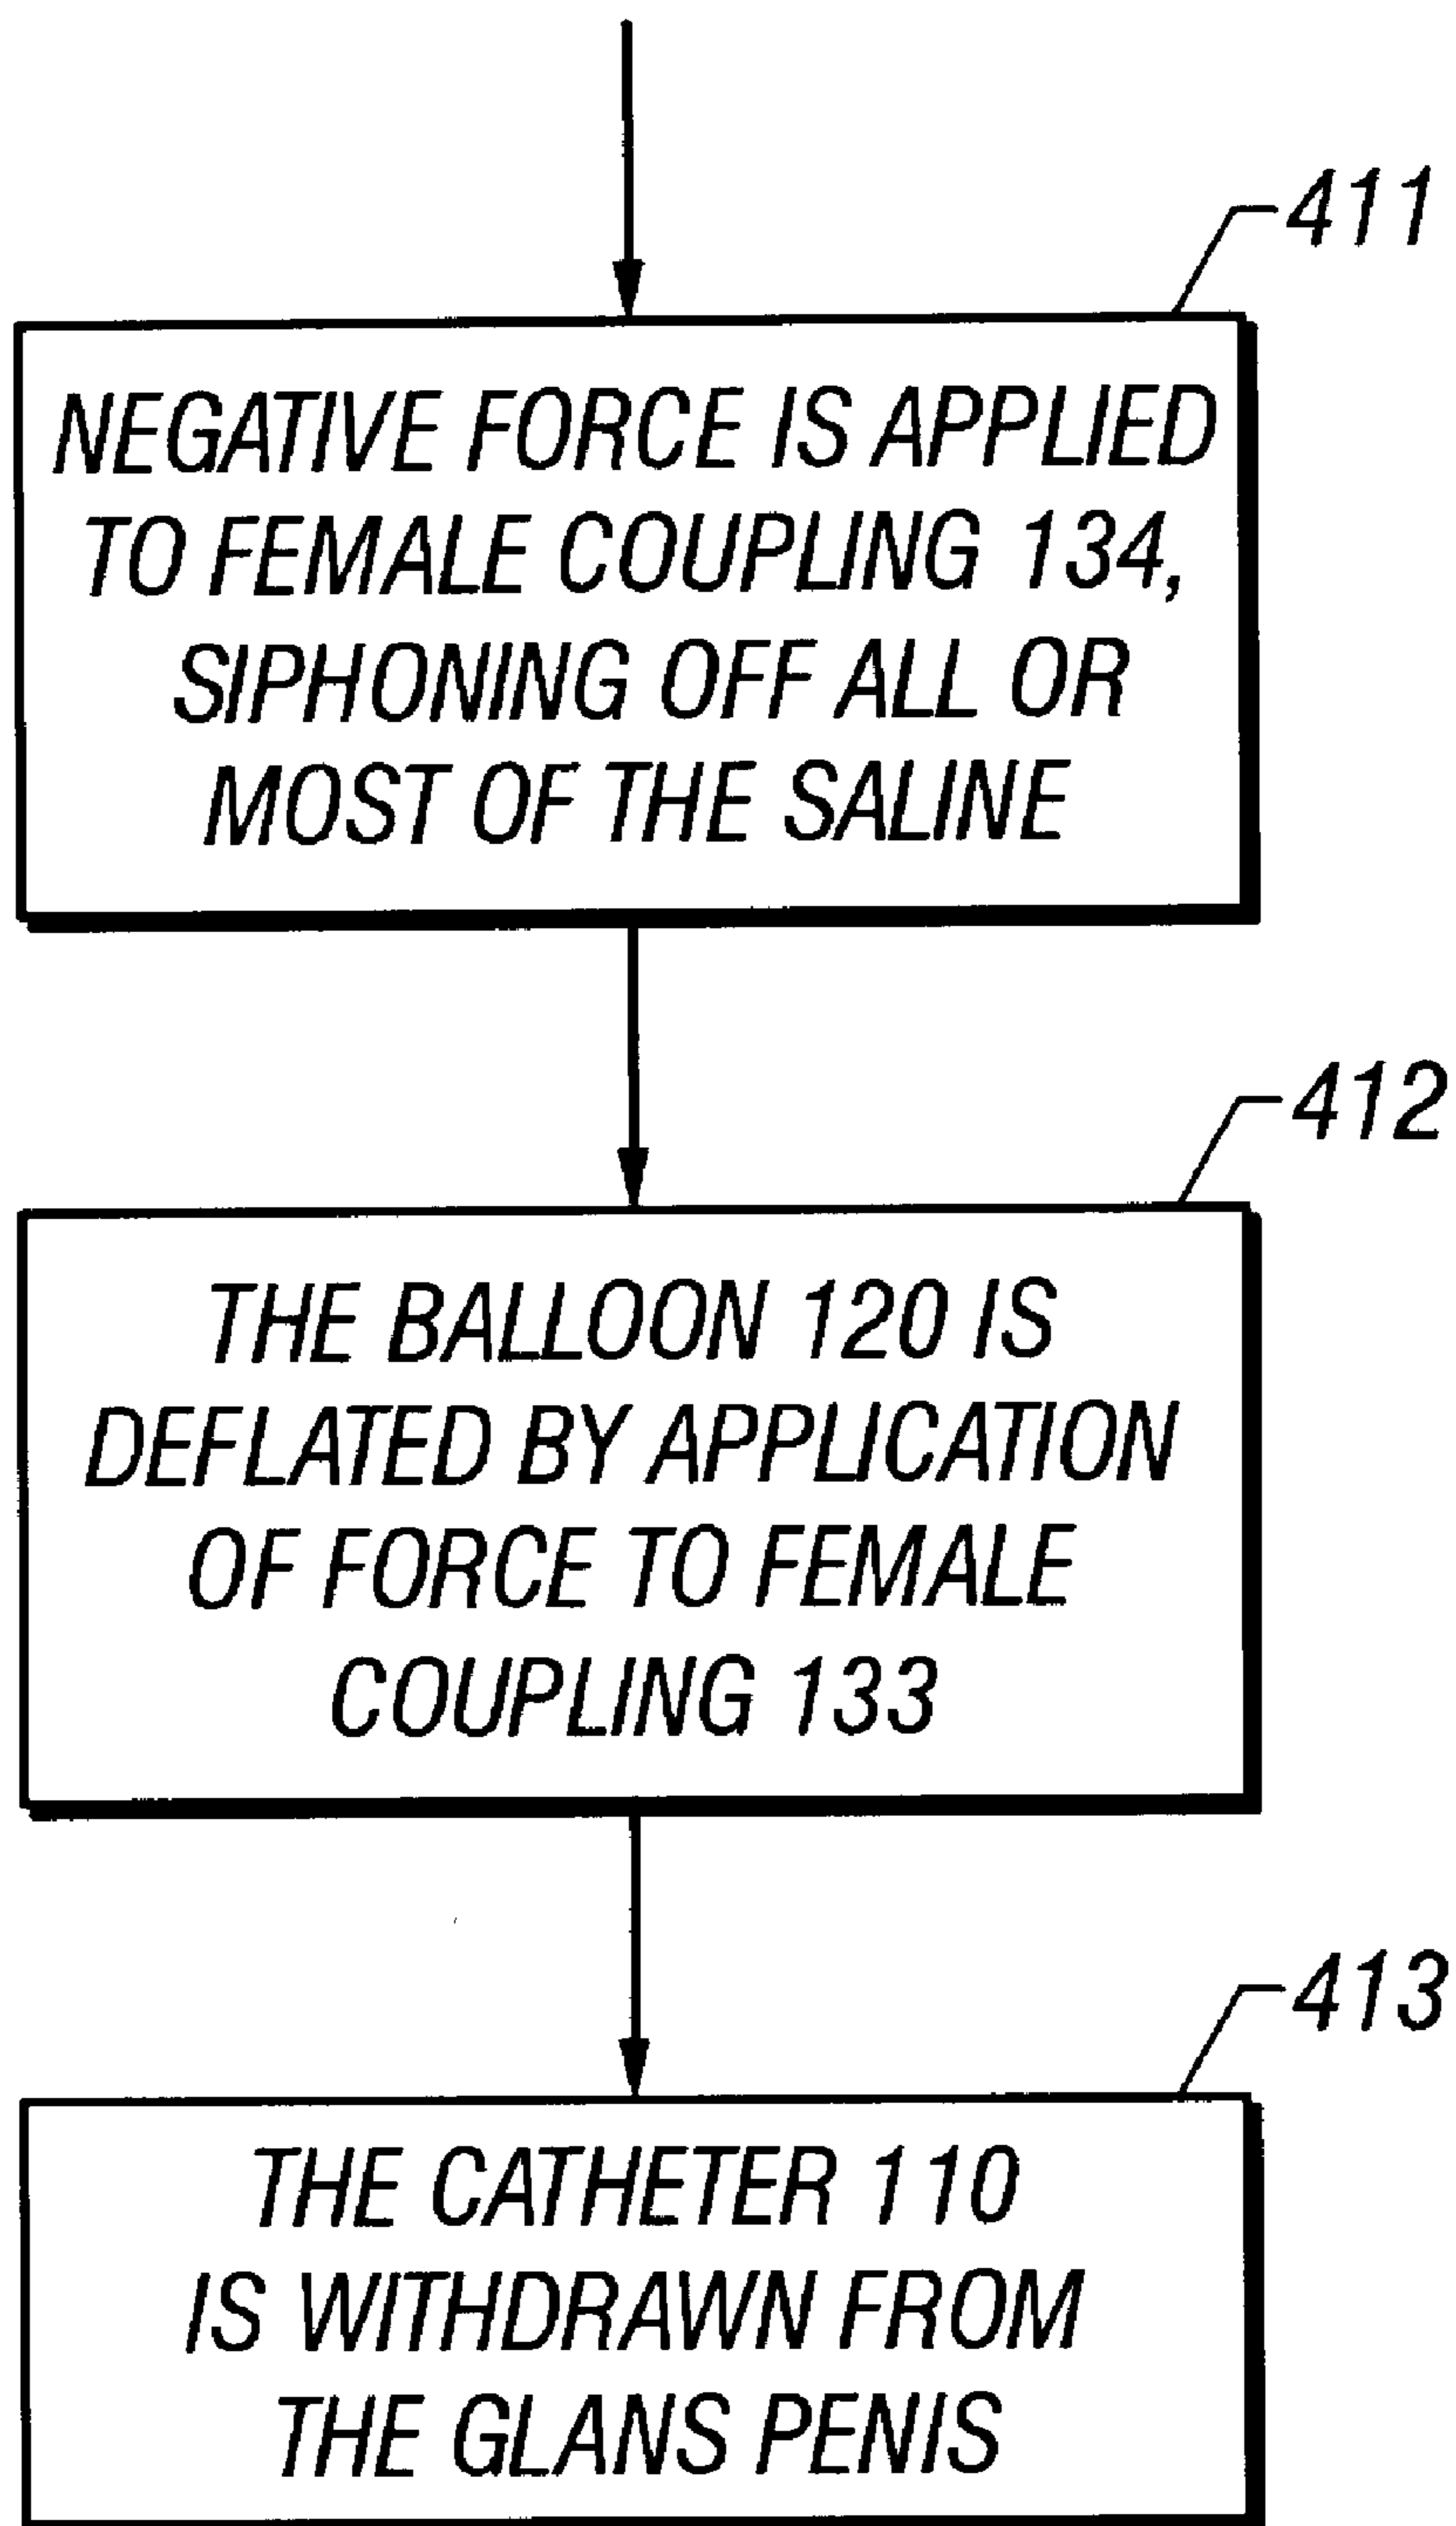 411
NEGATIVE FORCE IS APPLIED
TO FEMALE COUPLING 134,
SIPHONING OFF ALL OR
MOST OF THE SALINE
412
THE BALLOON 120 IS
DEFLATED BY APPLICATION
OF FORCE TO FEMALE
COUPLING 133
413
THE CATHETER 110
IS WITHDRAWN FROM
THE GLANS PENIS